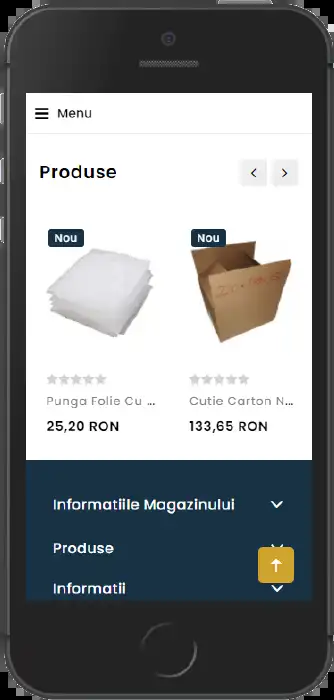 Menu
Produse
Nou
Nou
Punga Folie Cu ...
Cutie Carton N...
25,20 RON
133,65 RON
Informatiile Magazinului
Produse
Informatii